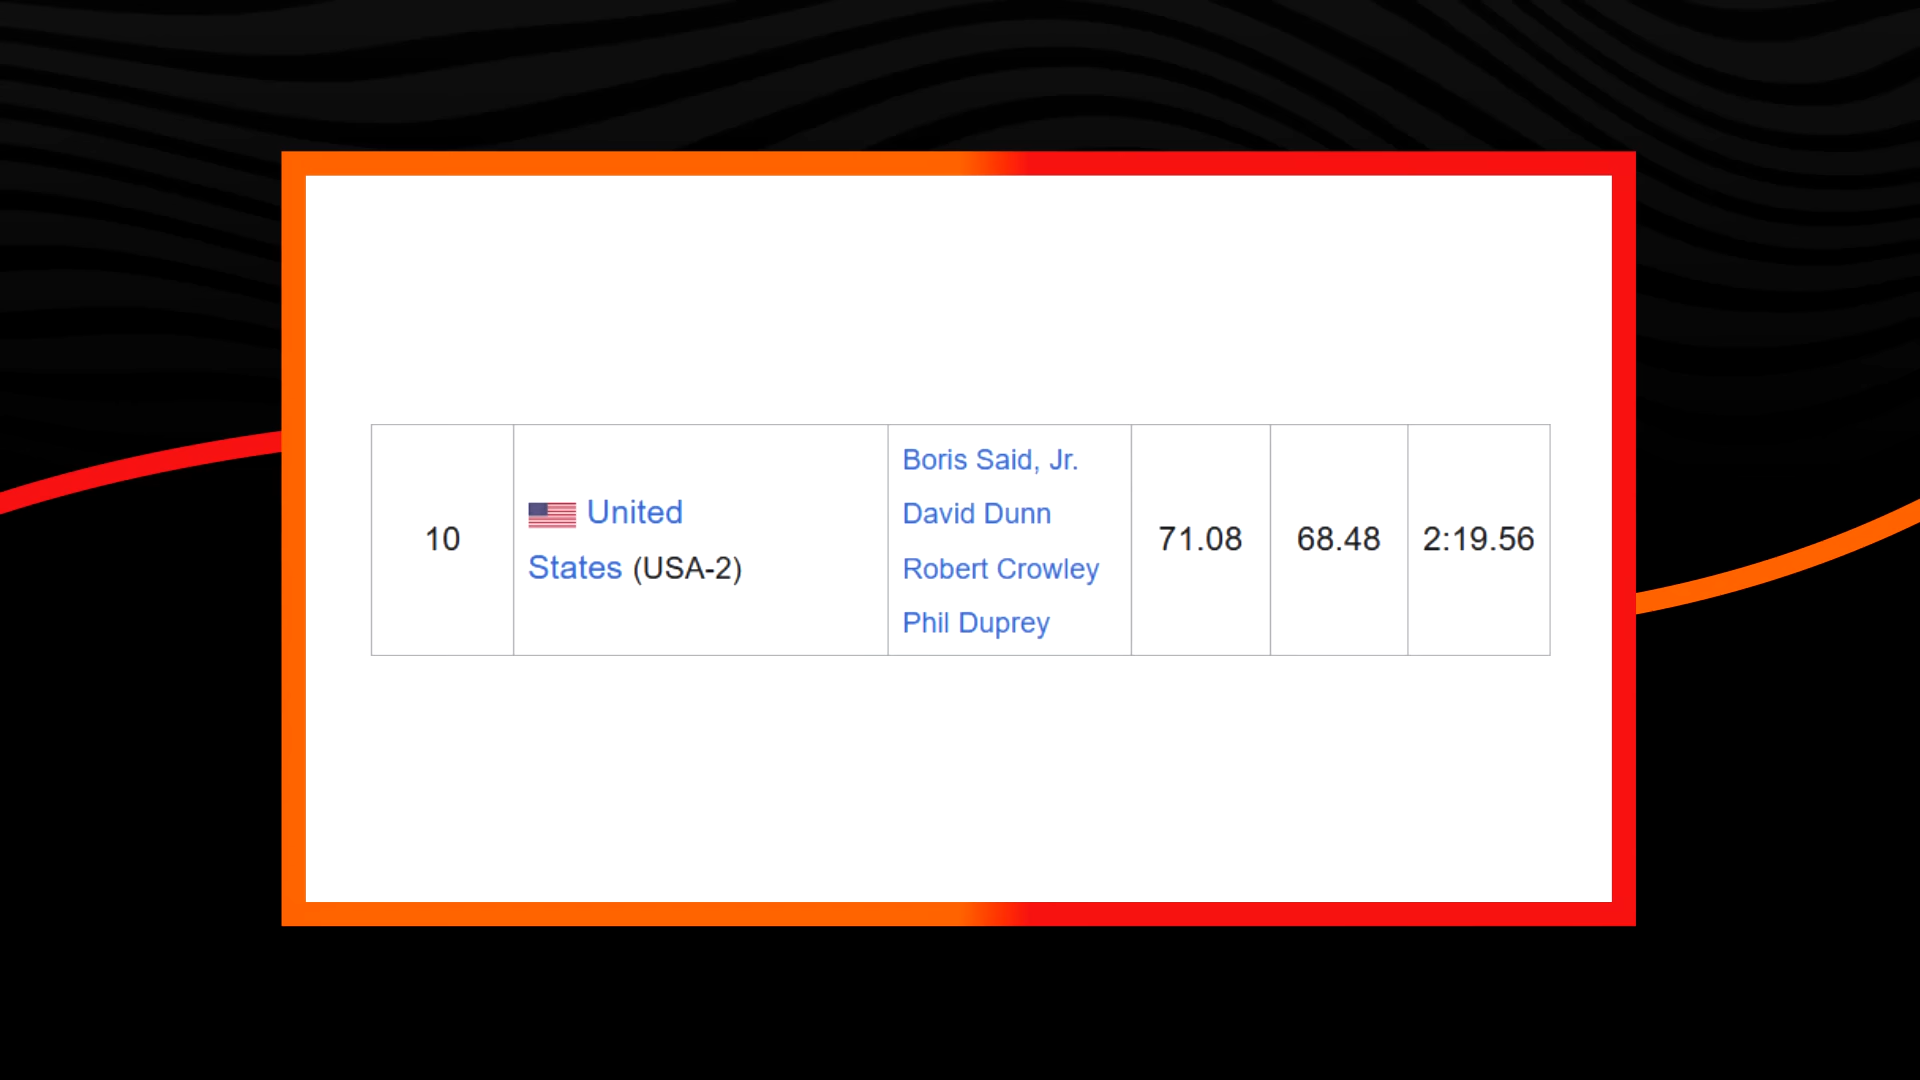 10
United
States (USA-2)
Boris Said, Jr.
David Dunn
Robert Crowley
Phil Duprey
71.08
68.48
2:19.56